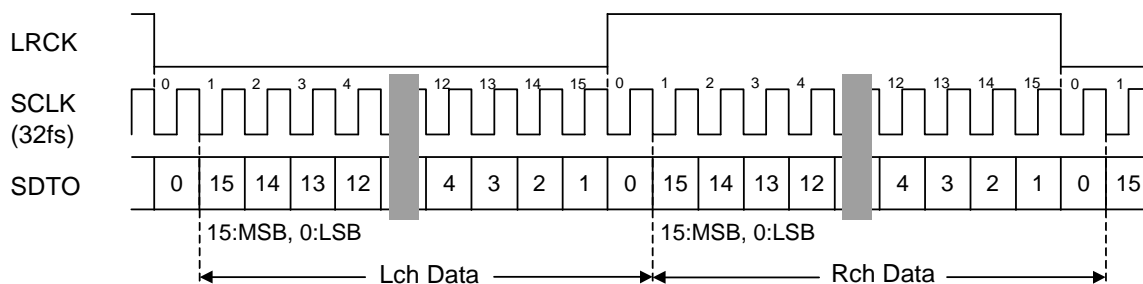 LRCK
0 1 2 3 4 12 13 14 15 0 1 2 3 4 12 13 14 15 0 1
SCLK
(32fs)
SDTO 0 15 14 13 12 4 3 2 1 0 15 14 13 12 4 3 2 1 0 15
15:MSB, 0:LSB 15:MSB, 0:LSB
Lch Data Rch Data